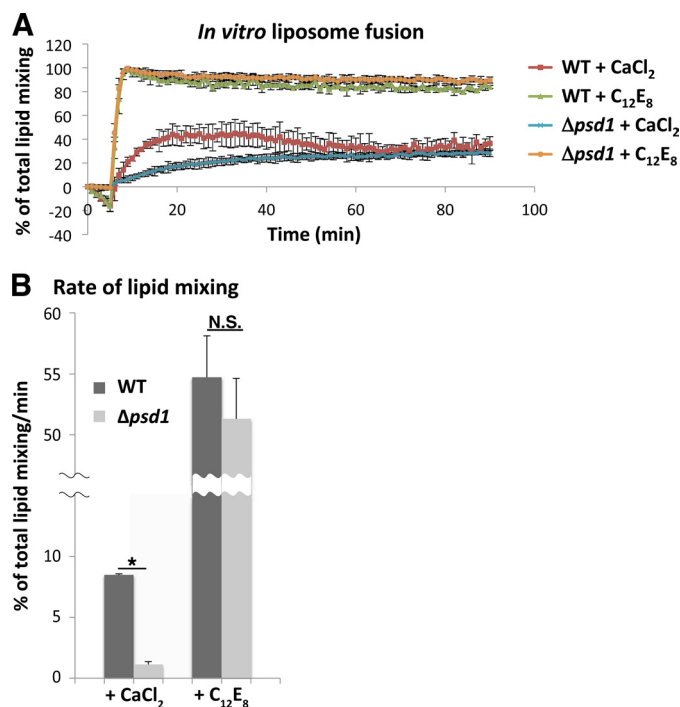 A
In vitro liposome fusion
% of total lipid mixing
120
100
80
60
40
20
0
-20
-40
0 20 40 60 80 100
Time (min)
WT + CaCl₂
WT + C₁₂E₈
Δpsd1 + CaCl₂
Δpsd1 + C₁₂E₈
B Rate of lipid mixing
% of total lipid mixing/min
60
55
50
10
5
0
WT
Δpsd1
N.S.
*
+ CaCl₂ + C₁₂E₈